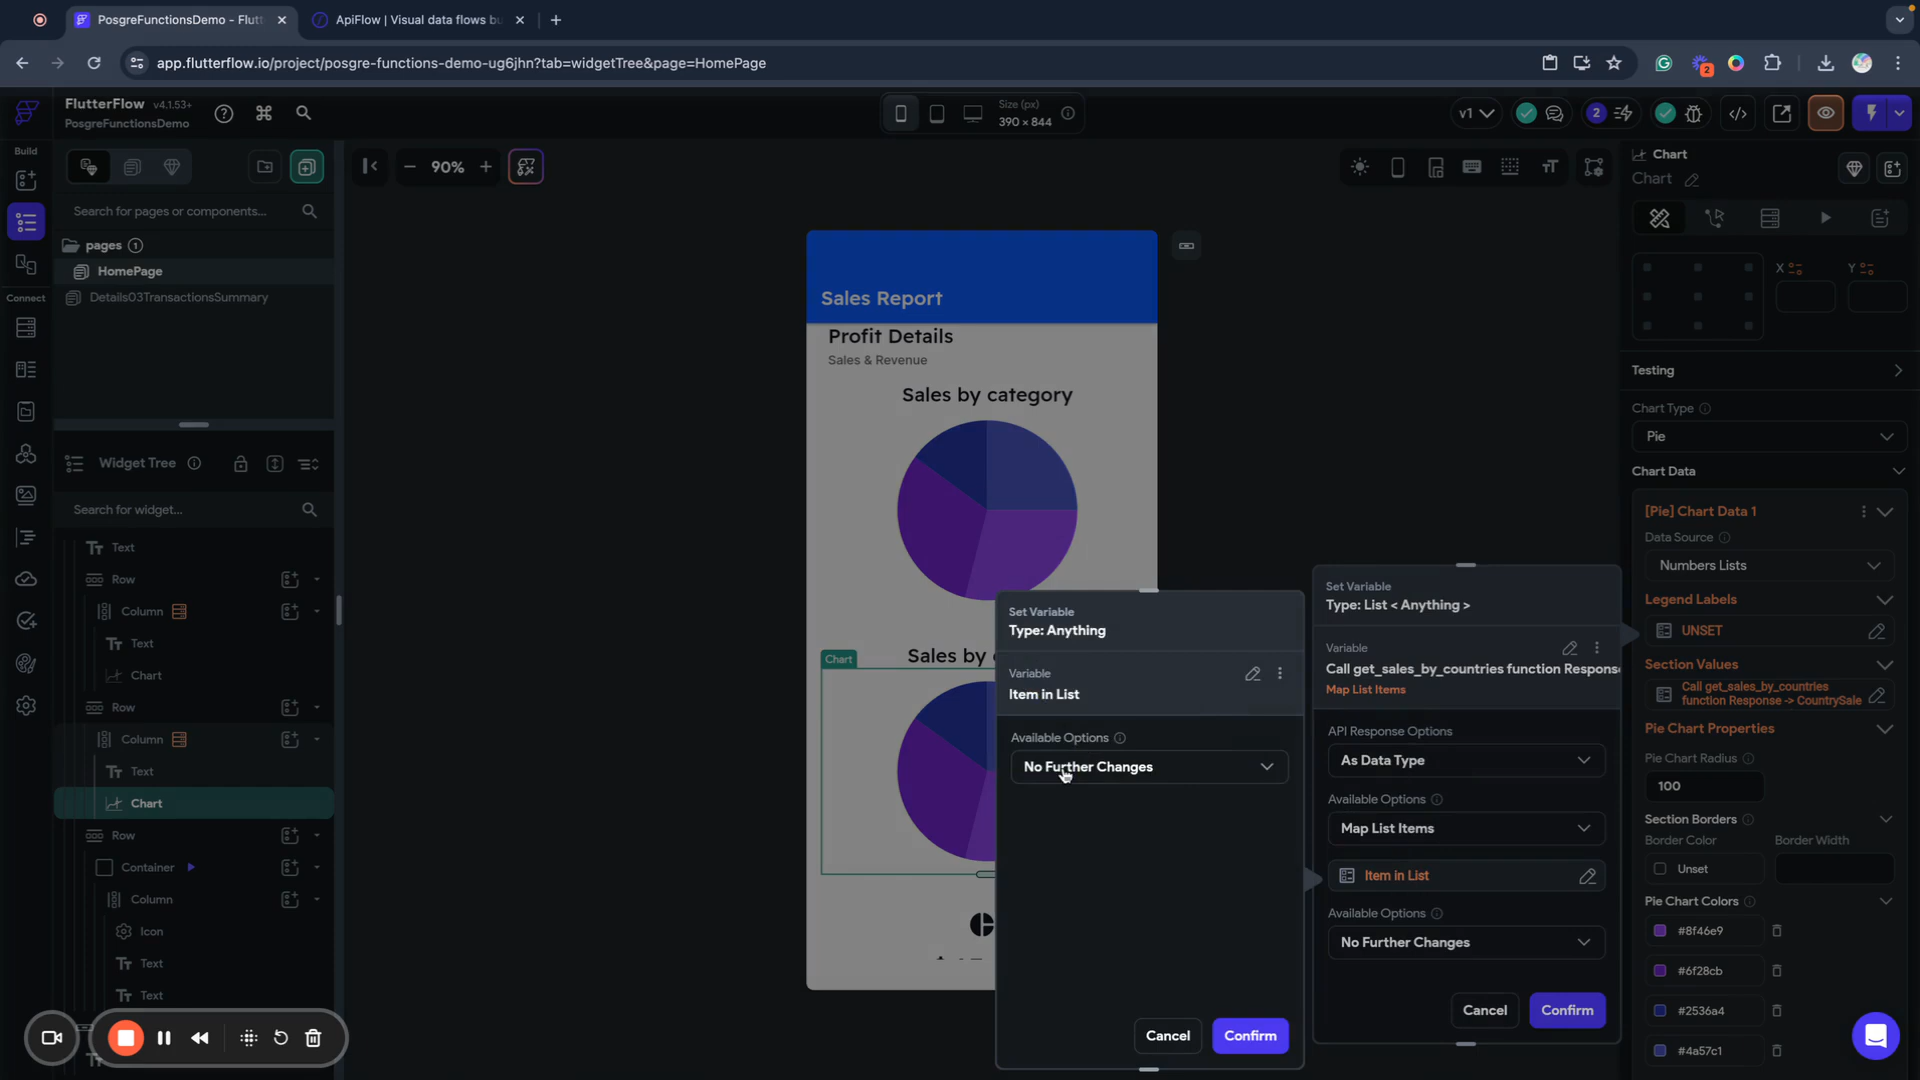 PosgreFunctionsDemo - Flutt
ApiFlow | Visual data flows bu
app.flutterflow.io/project/posgre-functions-demo-ug6jhn?tab=widgetTree&page=HomePage
2
FlutterFlow v4.1.53+
PosgreFunctionsDemo
Size (px)
390 × 844
v1
2
Build
90%
Search for pages or components...
pages 1
HomePage
Details03TransactionsSummary
Connect
Widget Tree
Search for widget...
Text
Row
Column
Text
Chart
Row
Column
Text
Chart
Row
Container
Column
Icon
Text
Text
Sales Report
Profit Details
Sales & Revenue
Sales by category
Chart
Sales by
Set Variable
Type: Anything
Variable
Item in List
Available Options
No Further Changes
Cancel
Confirm
Set Variable
Type: List < Anything >
Variable
Call get_sales_by_countries function Response
Map List Items
API Response Options
As Data Type
Available Options
Map List Items
Item in List
Available Options
No Further Changes
Cancel
Confirm
Chart
Chart
X
Y
Testing
Chart Type
Pie
Chart Data
[Pie] Chart Data 1
Data Source
Numbers Lists
Legend Labels
UNSET
Section Values
Call get_sales_by_countries
function Response -> CountrySale
Pie Chart Properties
Pie Chart Radius
100
Section Borders
Border Color
Border Width
Unset
Pie Chart Colors
#8f46e9
#6f28cb
#2536a4
#4a57c1